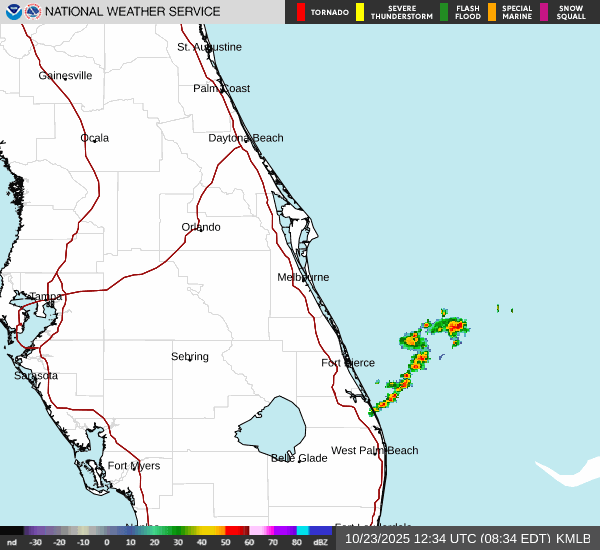 NATIONAL WEATHER SERVICE
TORNADO
SEVERE THUNDERSTORM
FLASH FLOOD
SPECIAL MARINE
SNOW SQUALL
St. Augustine
Gainesville
Palm Coast
Ocala
Daytona Beach
Orlando
Melbourne
Tampa
Sebring
Fort Pierce
Sarasota
West Palm Beach
Belle Glade
Fort Myers
nd -30 -20 -10 0 10 20 30 40 50 60 70 80 dBZ
10/23/2025 12:34 UTC (08:34 EDT) KMLB